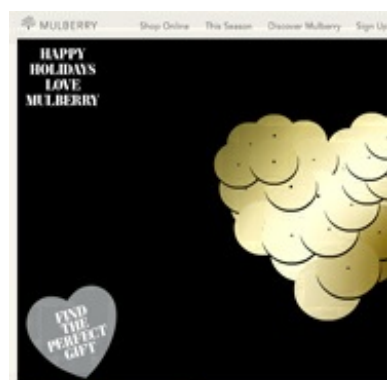 MULBERRY
Shop Online This Season Discover Mulberry Sign Up
HAPPY
HOLIDAYS
LOVE
MULBERRY
FIND
THE
PERFECT
GIFT